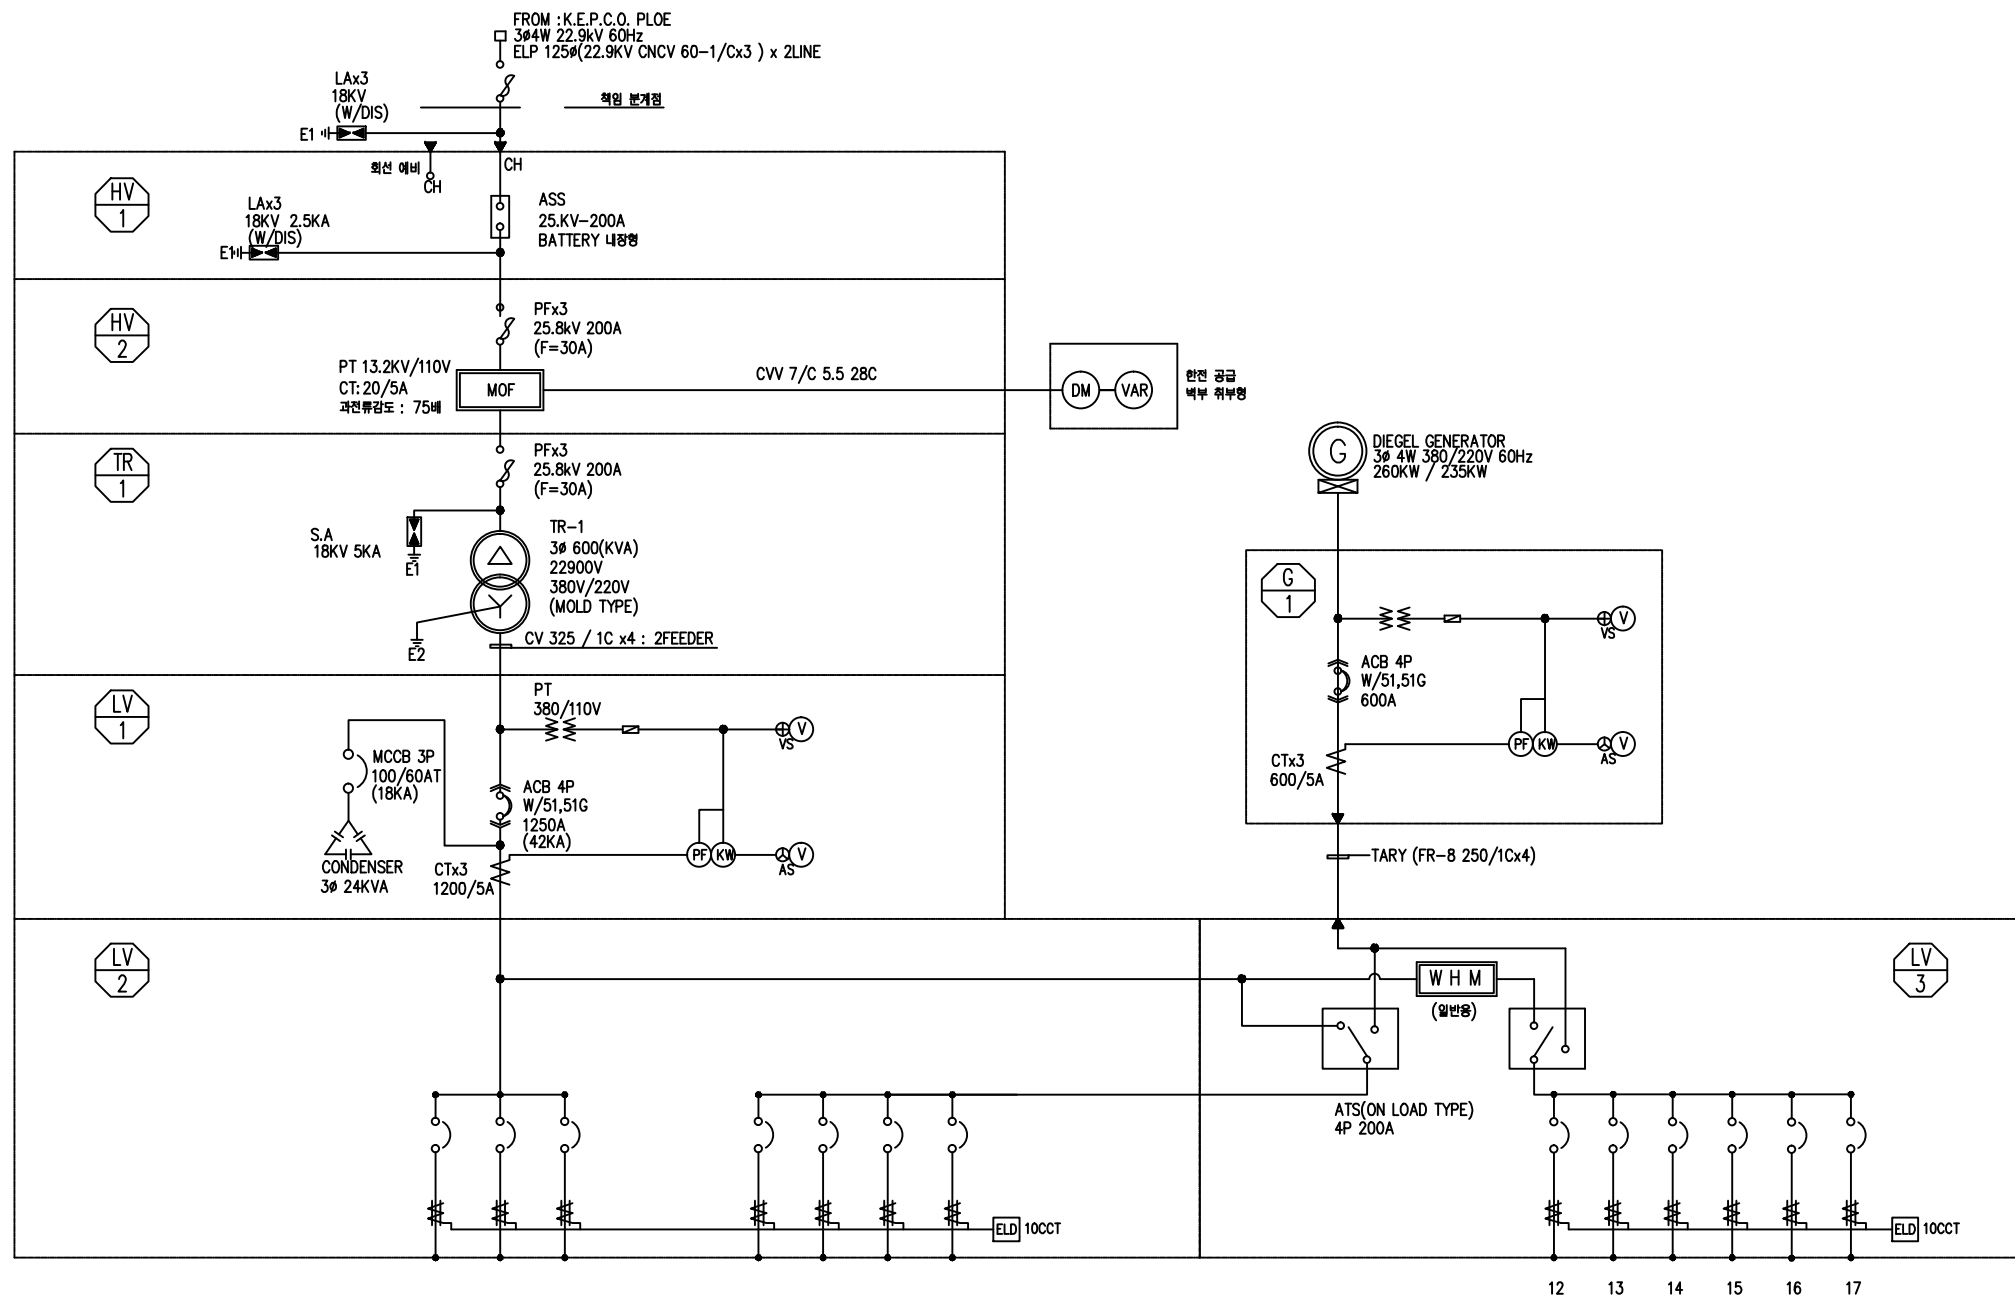 FROM : K.E.P.C.O. PLOE
3ø4W 22.9kV 60Hz
ELP 125ø(22.9KV CNCV 60-1/Cx3 ) x 2LINE
LAx3
18KV
(W/DIS)
책임 분계점
E1
CH
회선 예비
CH
HV
1
LAx3
18KV 2.5KA
(W/DIS)
E1
ASS
25.KV-200A
BATTERY 내장형
HV
2
PFx3
25.8kV 200A
(F=30A)
PT 13.2KV/110V
CT: 20/5A
과전류강도 : 75배
MOF
CVV 7/C 5.5 28C
DM
VAR
한전 공급
벽부 취부형
TR
1
PFx3
25.8kV 200A
(F=30A)
S.A
18KV 5KA
E1
TR-1
3ø 600(KVA)
22900V
380V/220V
(MOLD TYPE)
E2
CV 325 / 1C x4 : 2FEEDER
G
DIEGEL GENERATOR
3ø 4W 380/220V 60Hz
260KW / 235KW
G
1
VS
V
ACB 4P
W/51,51G
600A
CTx3
600/5A
PF
KW
AS
V
TARY (FR-8 250/1Cx4)
LV
1
PT
380/110V
VS
V
MCCB 3P
100/60AT
(18KA)
ACB 4P
W/51,51G
1250A
(42KA)
CONDENSER
3ø 24KVA
CTx3
1200/5A
PF
KW
AS
V
LV
2
LV
3
W H M
(일반용)
ATS(ON LOAD TYPE)
4P 200A
ELD
10CCT
ELD
10CCT
12 13 14 15 16 17